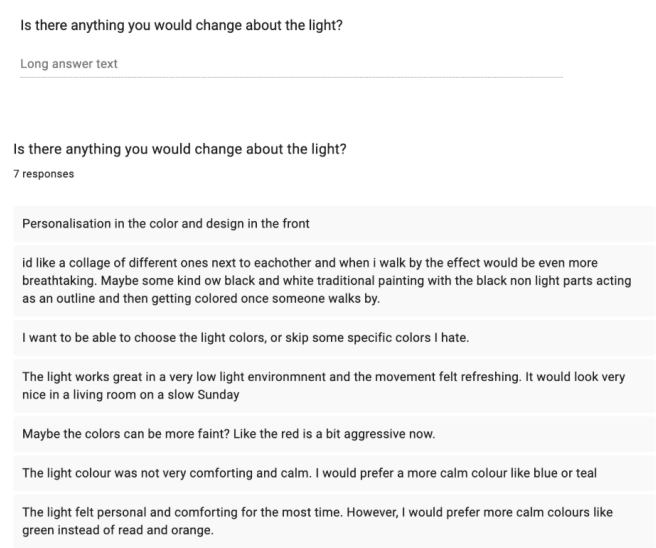 Is there anything you would change about the light?
Long answer text
Is there anything you would change about the light?
7 responses
Personalisation in the color and design in the front
id like a collage of different ones next to eachother and when i walk by the effect would be even more
breathtaking. Maybe some kind ow black and white traditional painting with the black non light parts acting
as an outline and then getting colored once someone walks by.
I want to be able to choose the light colors, or skip some specific colors I hate.
The light works great in a very low light environmnent and the movement felt refreshing. It would look very
nice in a living room on a slow Sunday
Maybe the colors can be more faint? Like the red is a bit aggressive now.
The light colour was not very comforting and calm. I would prefer a more calm colour like blue or teal
The light felt personal and comforting for the most time. However, I would prefer more calm colours like
green instead of read and orange.